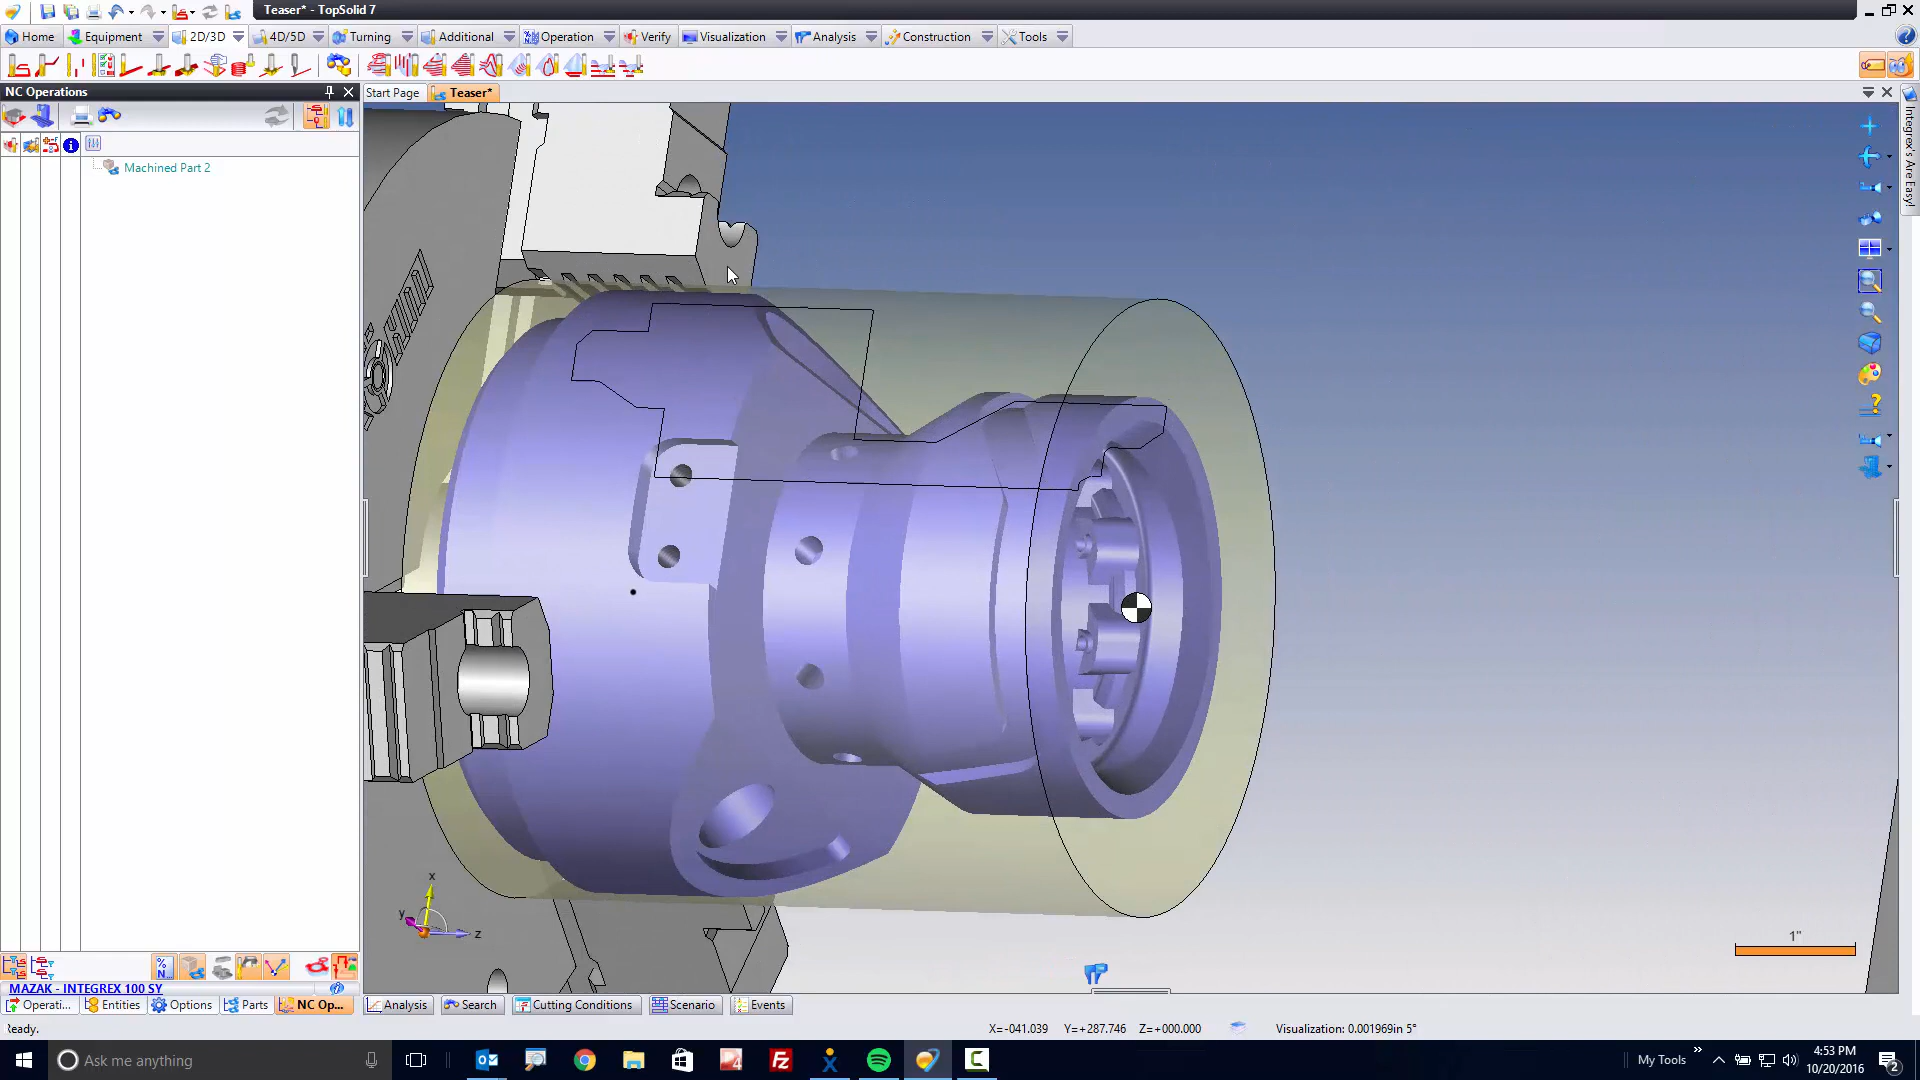 Teaser* - TopSolid 7
Home
Equipment
2D/3D
4D/5D
Turning
Additional
Operation
Verify
Visualization
Analysis
Construction
Tools
NC Operations
Start Page
Teaser*
Integrex's Are Easy!
Machined Part 2
x
y
z
1"
MAZAK - INTEGREX 100 SY
Operati...
Entities
Options
Parts
NC Op...
Analysis
Search
Cutting Conditions
Scenario
Events
Ready.
X=-041.039 Y=+287.746 Z=+000.000
Visualization: 0.001969in 5°
Ask me anything
My Tools
4:53 PM
10/20/2016
2